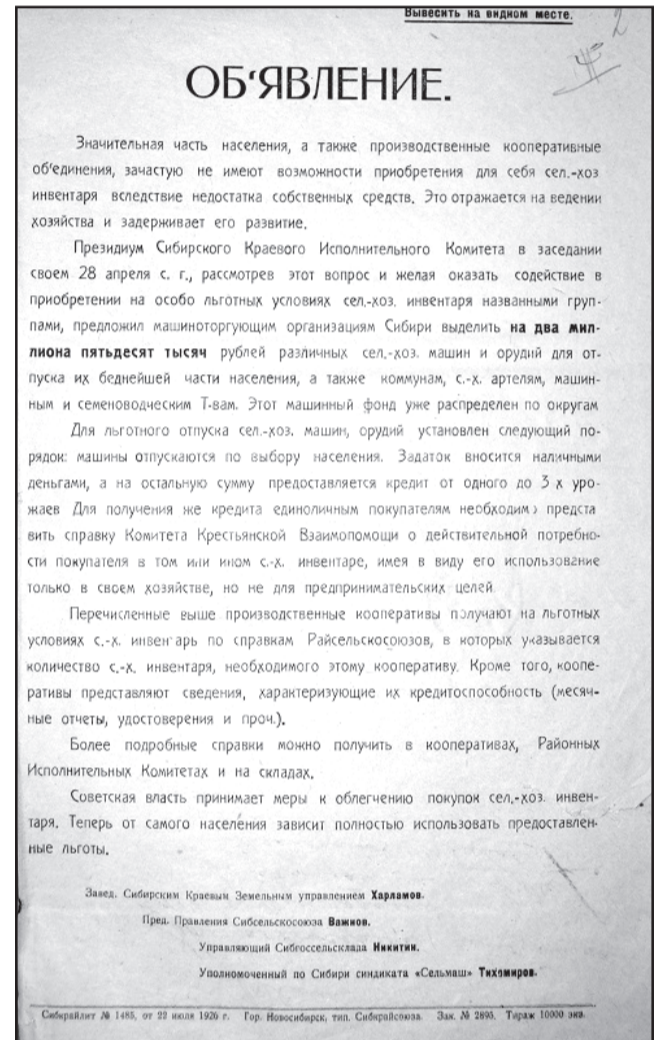 Вывесить на видном месте.
2
ОБ‘ЯВЛЕНИЕ.
Значительная часть населения, а также производственные кооперативные
об‘единения, зачастую не имеют возможности приобретения для себя сел.-хоз
инвентаря вследствие недостатка собственных средств. Это отражается на ведении
хозяйства и задерживает его развитие.
Президиум Сибирского Краевого Исполнительного Комитета в заседании
своем 28 апреля с. г., рассмотрев этот вопрос и желая оказать содействие в
приобретении на особо льготных условиях сел.-хоз. инвентаря названными груп-
пами, предложил машиноторгующим организациям Сибири выделить на два мил-
лиона пятьдесят тысяч рублей различных сел.-хоз. машин и орудий для от-
пуска их беднейшей части населения, а также коммунам, с.-х. артелям, машин-
ным и семеноводческим Т-вам. Этот машинный фонд уже распределен по округам
Для льготного отпуска сел.-хоз. машин, орудий установлен следующий по-
рядок: машины отпускаются по выбору населения. Задаток вносится наличными
деньгами, а на остальную сумму предоставляется кредит от одного до 3 х уро-
жаев Для получения же кредита единоличным покупателям необходимо предста
вить справку Комитета Крестьянской Взаимопомощи о действительной потребно-
сти покупателя в том или ином с.-х. инвентаре, имея в виду его использование
только в своем хозяйстве, но не для предпринимательских целей
Перечисленные выше производственные кооперативы получают на льготных
условиях с.-х. инвентарь по справкам Райсельскосоюзов, в которых указывается
количество с.-х. инвентаря, необходимого этому кооперативу. Кроме того, коопе-
ративы представляют сведения, характеризующие их кредитоспособность (месяч-
ные отчеты, удостоверения и проч.).
Более подробные справки можно получить в кооперативах, Районных
Исполнительных Комитетах и на складах.
Советская власть принимает меры к облегчению покупок сел.-хоз. инвен-
таря. Теперь от самого населения зависит полностью использовать предоставлен-
ные льготы.
Завед. Сибирским Краевым Земельным управлением Харламов.
Пред. Правления Сибсельскосоюза Важнов.
Управляющий Сибгоссельсклада Никитин.
Уполномоченный по Сибири синдиката «Сельмаш» Тихомиров.
Сибкрайлит № 1485, от 22 июля 1926 г. Гор. Новосибирск, тип. Сибкрайсоюза. Зак. № 2895. Тираж 10000 экз.